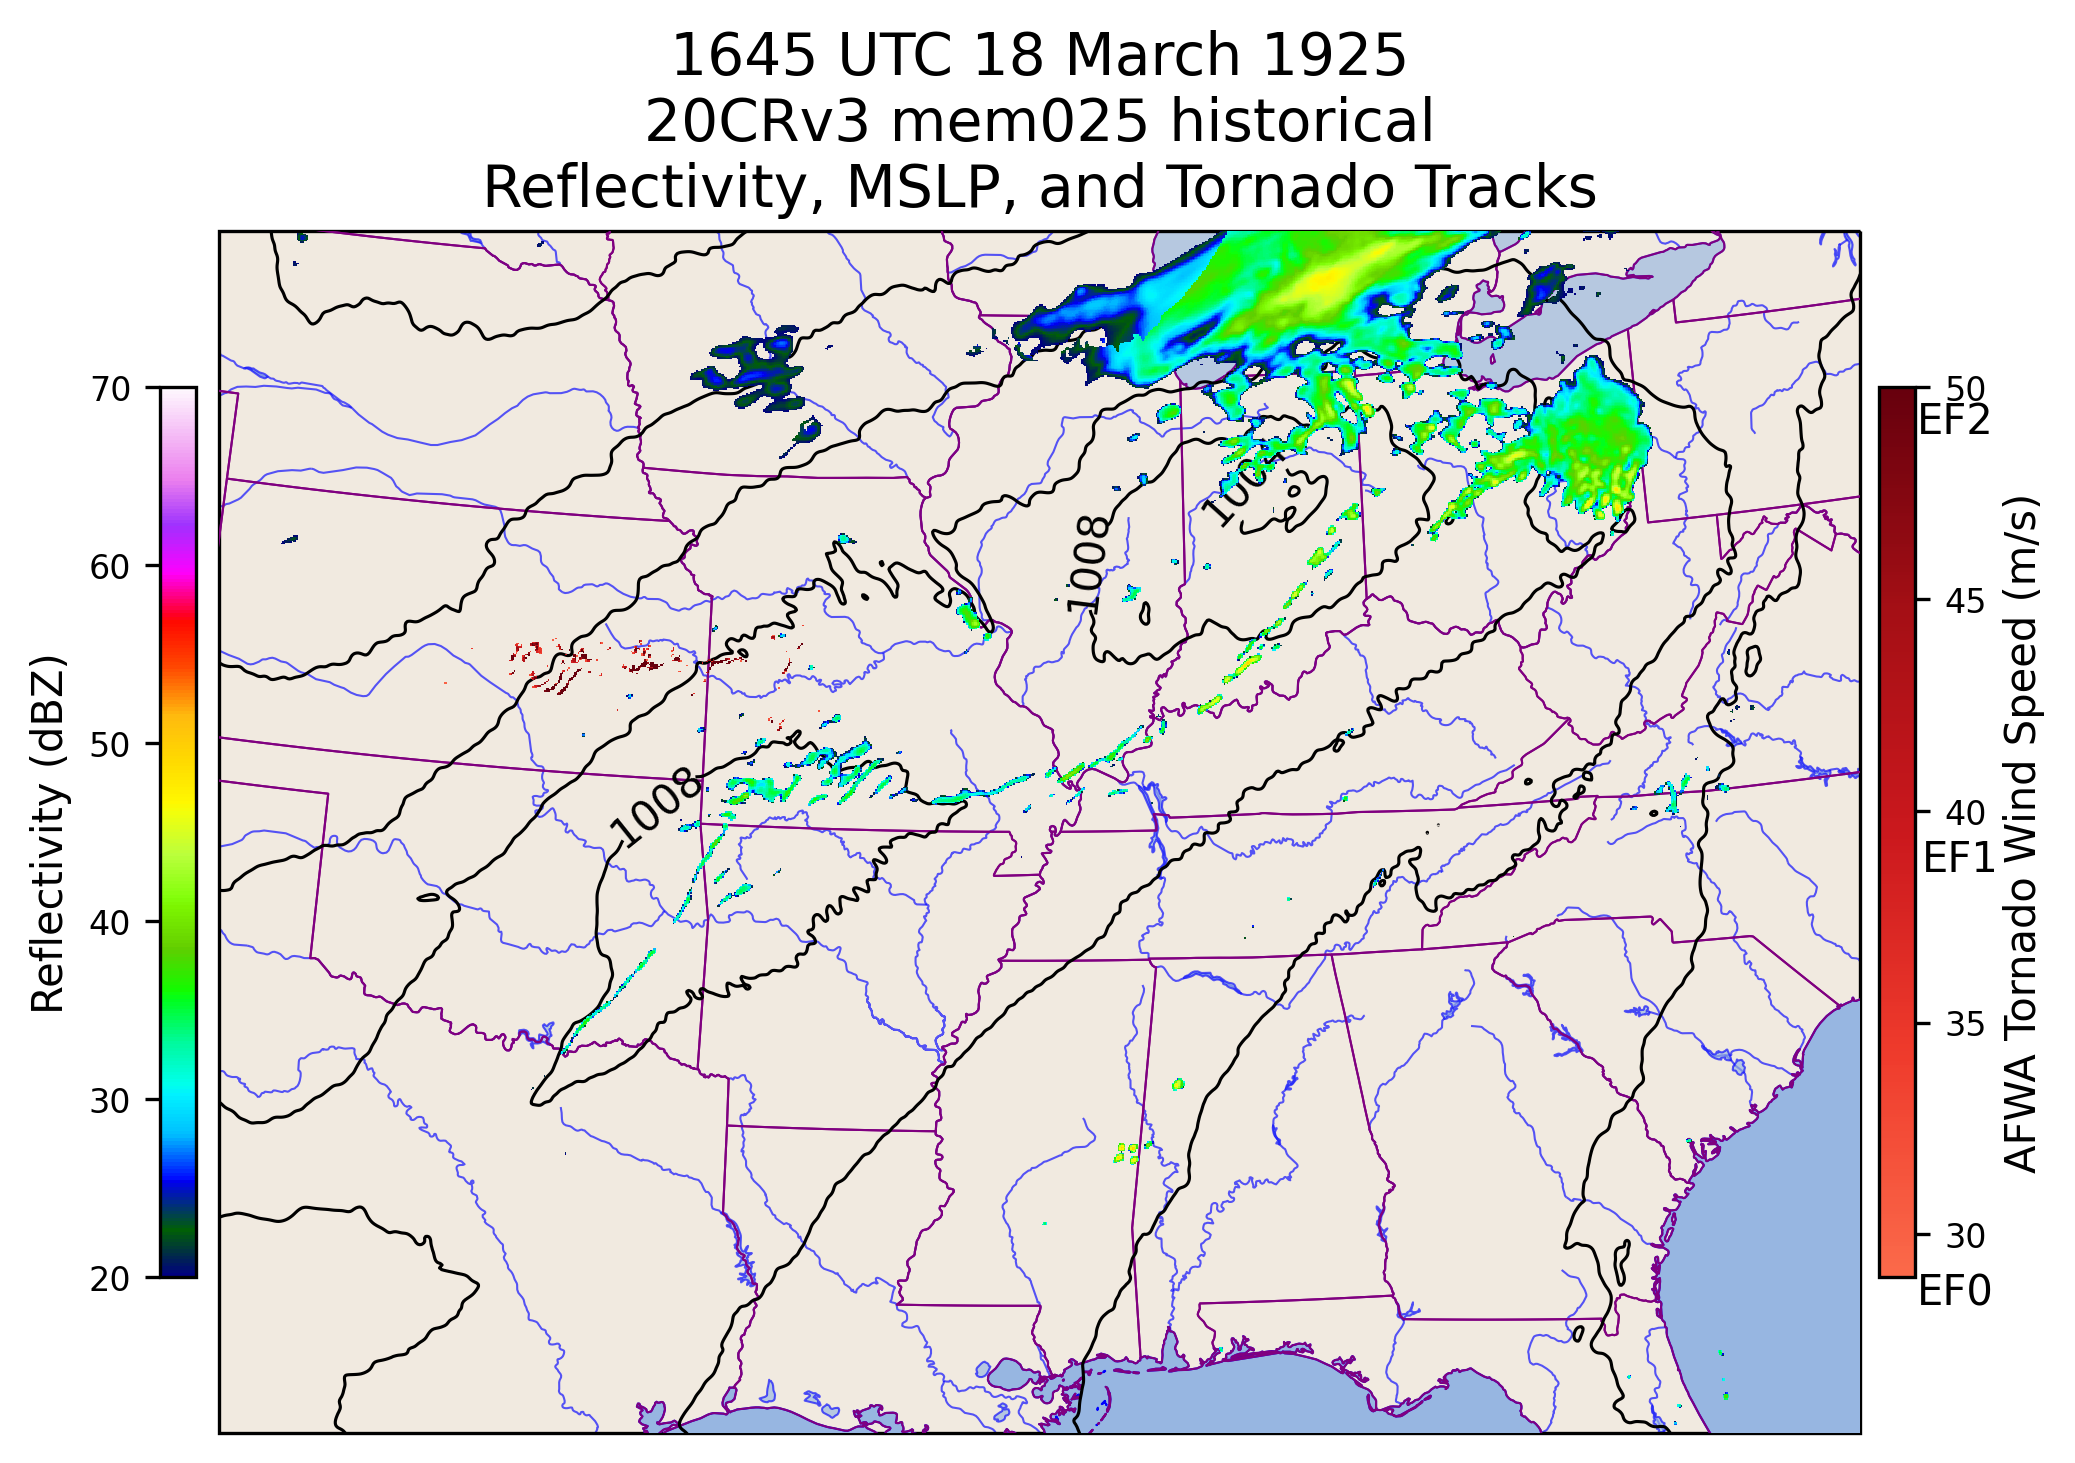 1645 UTC 18 March 1925
20CRv3 mem025 historical
Reflectivity, MSLP, and Tornado Tracks
70
60
50
40
30
20
Reflectivity (dBZ)
1008
1008
50
EF2
45
40
EF1
35
30
EF0
AFWA Tornado Wind Speed (m/s)